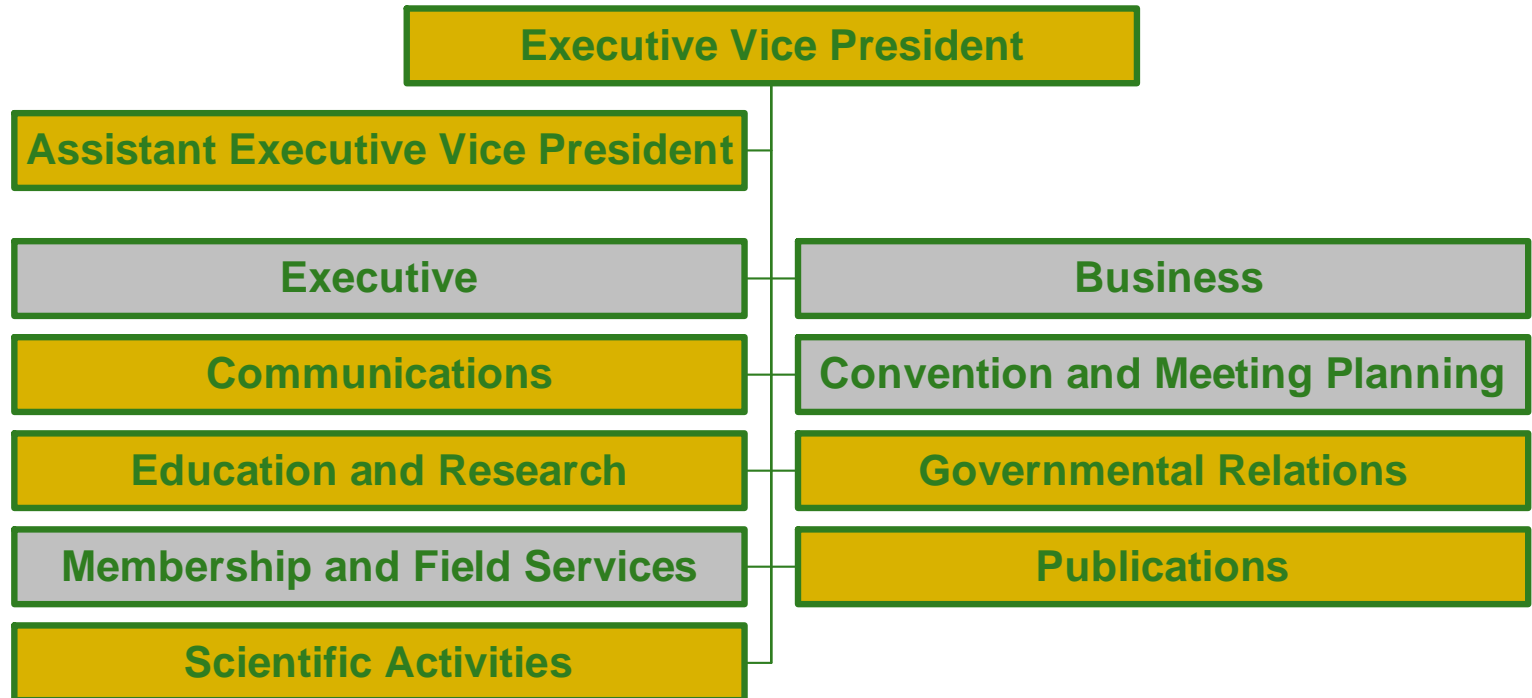 Executive Vice President
Assistant Executive Vice President
Executive
Business
Communications
Convention and Meeting Planning
Education and Research
Governmental Relations
Membership and Field Services
Publications
Scientific Activities